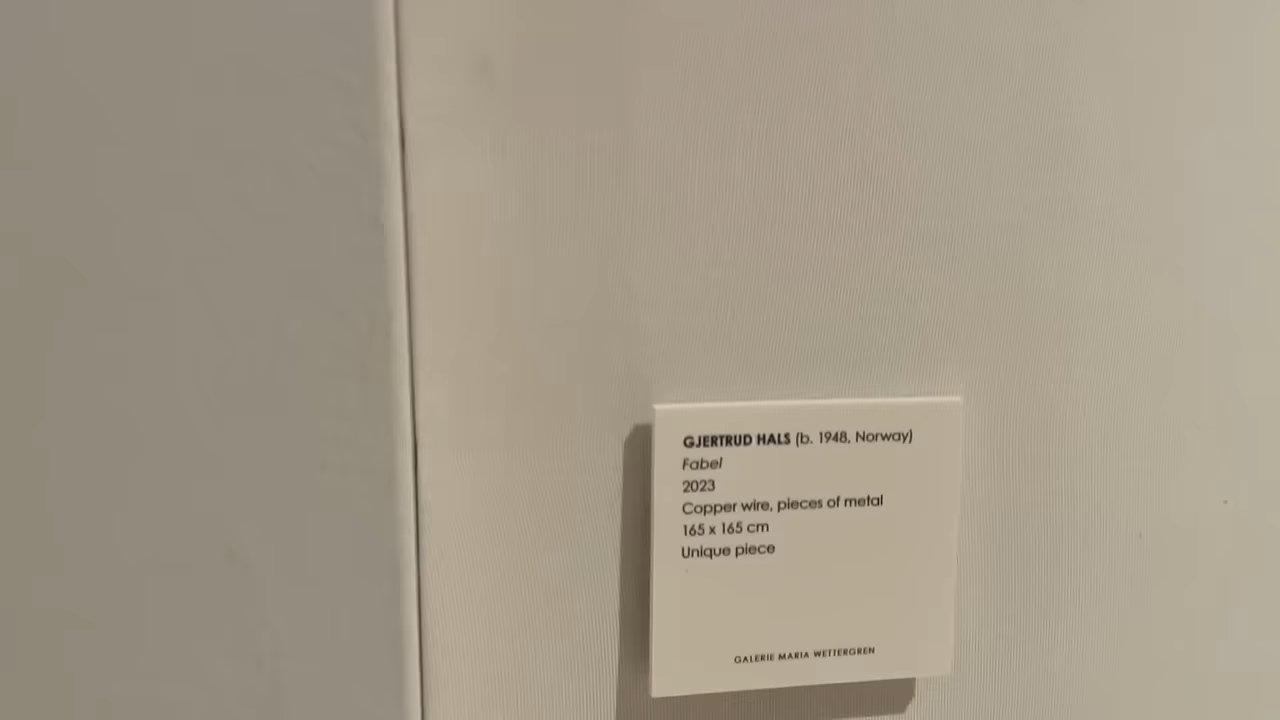 GJERTRUD HALS (b. 1948, Norway)
Fabel
2023
Copper wire, pieces of metal
165 x 165 cm
Unique piece
GALERIE MARIA WETTERGREN